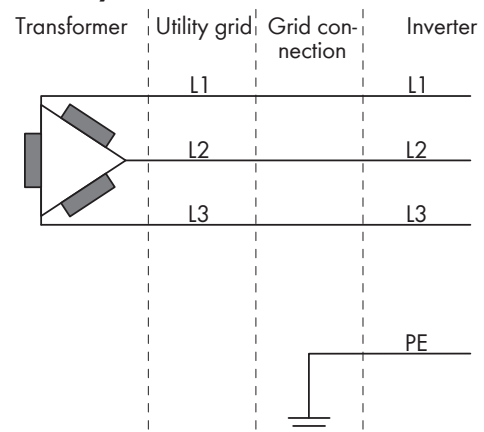 Transformer
Utility grid
Grid con-
nection
Inverter
L1
L1
L2
L2
L3
L3
PE